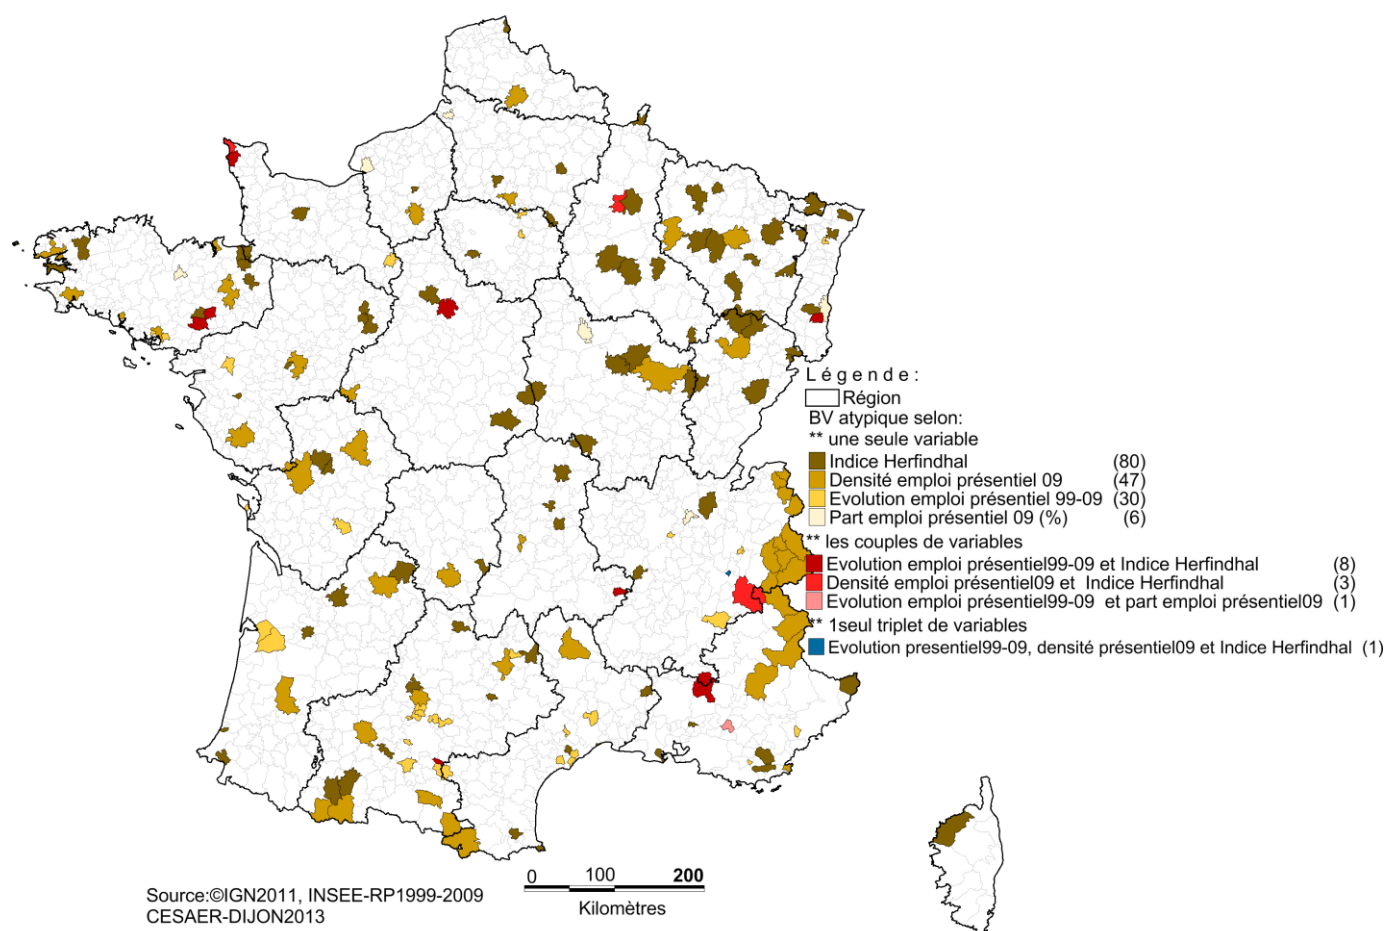 Légende:
Région
BV atypique selon:
** une seule variable
Indice Herfindhal (80)
Densité emploi présentiel 09 (47)
Evolution emploi présentiel 99-09 (30)
Part emploi présentiel 09 (%) (6)
** les couples de variables
Evolution emploi présentiel99-09 et Indice Herfindhal (8)
Densité emploi présentiel09 et Indice Herfindhal (3)
Evolution emploi présentiel99-09 et part emploi présentiel09 (1)
** 1seul triplet de variables
Evolution presentiel99-09, densité présentiel09 et Indice Herfindhal (1)
0 100 200
Kilomètres
Source:©IGN2011, INSEE-RP1999-2009
CESAER-DIJON2013